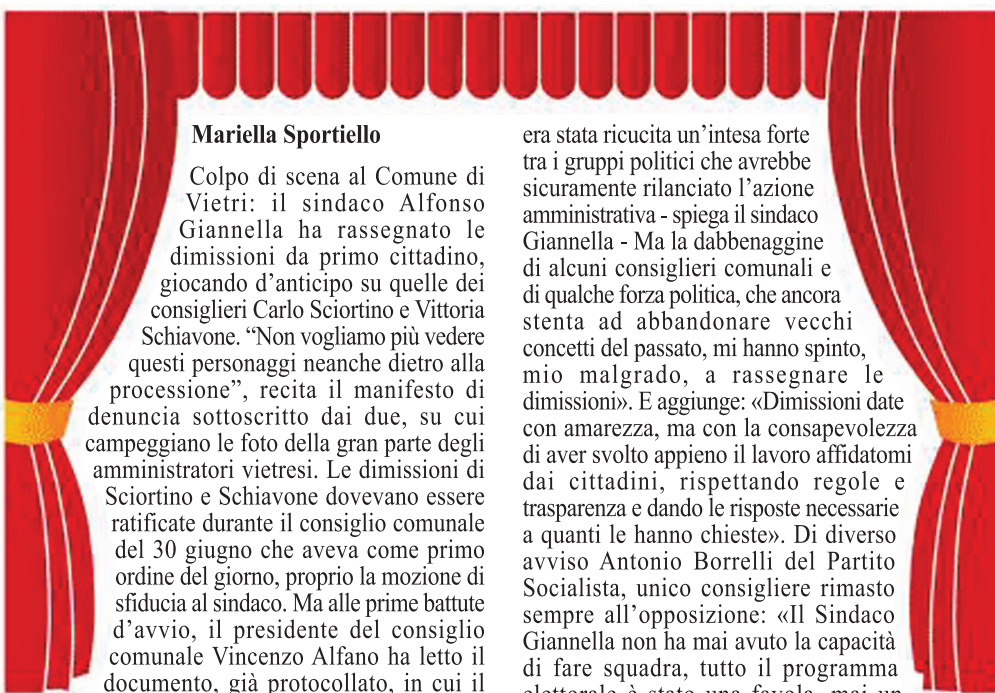 Mariella Sportiello
Colpo di scena al Comune di
Vietri: il sindaco Alfonso
Giannella ha rassegnato le
dimissioni da primo cittadino,
giocando d’anticipo su quelle dei
consiglieri Carlo Sciortino e Vittoria
Schiavone. “Non vogliamo più vedere
questi personaggi neanche dietro alla
processione”, recita il manifesto di
denuncia sottoscritto dai due, su cui
campeggiano le foto della gran parte degli
amministratori vietresi. Le dimissioni di
Sciortino e Schiavone dovevano essere
ratificate durante il consiglio comunale
del 30 giugno che aveva come primo
ordine del giorno, proprio la mozione di
sfiducia al sindaco. Ma alle prime battute
d’avvio, il presidente del consiglio
comunale Vincenzo Alfano ha letto il
documento, già protocollato, in cui il
era stata ricucita un’intesa forte
tra i gruppi politici che avrebbe
sicuramente rilanciato l’azione
amministrativa - spiega il sindaco
Giannella - Ma la dabbenaggine
di alcuni consiglieri comunali e
di qualche forza politica, che ancora
stenta ad abbandonare vecchi
concetti del passato, mi hanno spinto,
mio malgrado, a rassegnare le
dimissioni». E aggiunge: «Dimissioni date
con amarezza, ma con la consapevolezza
di aver svolto appieno il lavoro affidatomi
dai cittadini, rispettando regole e
trasparenza e dando le risposte necessarie
a quanti le hanno chieste». Di diverso
avviso Antonio Borrelli del Partito
Socialista, unico consigliere rimasto
sempre all’opposizione: «Il Sindaco
Giannella non ha mai avuto la capacità
di fare squadra, tutto il programma
elettorale è stato una favola, mai un